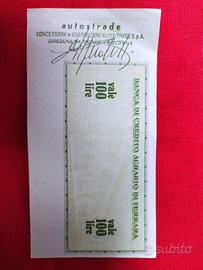 autostrade
CONCESSIONI e COSTRUZIONI AUTOSTRADE S.p.A.
vale
100
lire
BANCA DI CREDITO AGRARIO DI FERRARA
vale
100
lire
subito